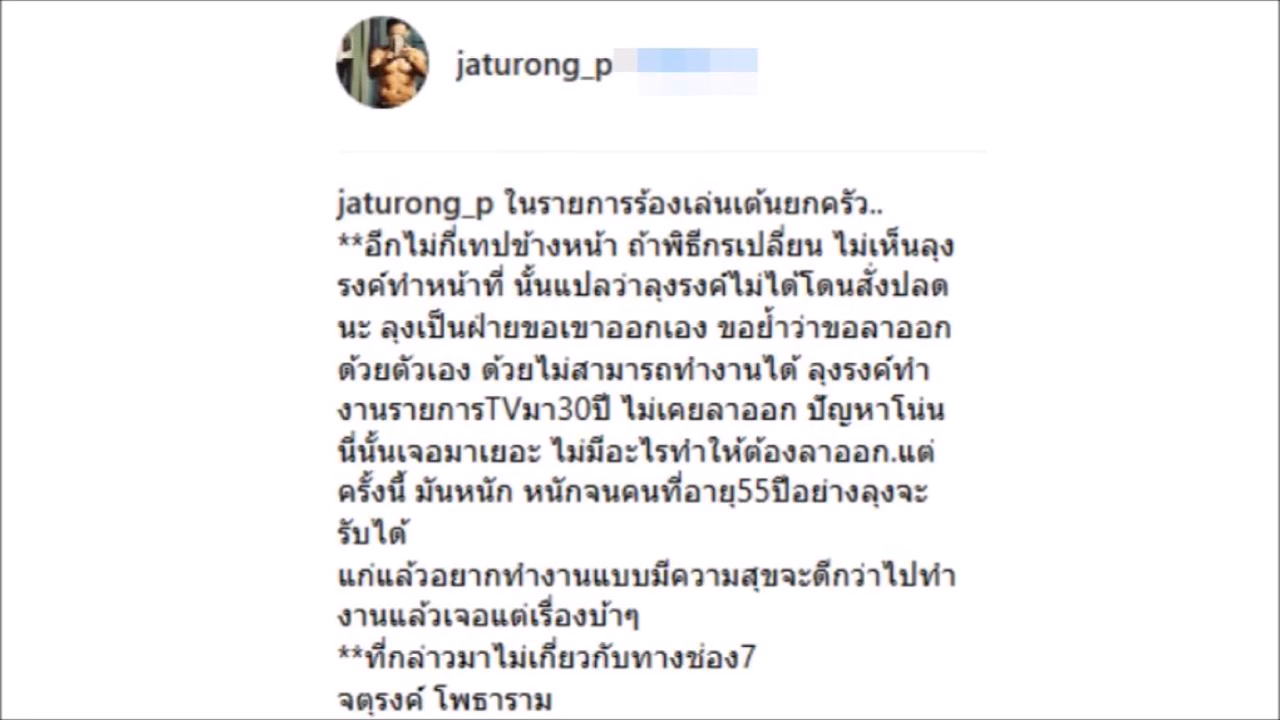 jaturong_p
jaturong_p ในรายการร้องเล่นเต้นยกครัว..
**อีกไม่กี่เทปข้างหน้า ถ้าพิธีกรเปลี่ยน ไม่เห็นลุง
รงค์ทำหน้าที่ นั้นแปลว่าลุงรงค์ไม่ได้โดนสั่งปลด
นะ ลุงเป็นฝ่ายขอเขาออกเอง ขอย้ำว่าขอลาออก
ด้วยตัวเอง ด้วยไม่สามารถทำงานได้ ลุงรงค์ทำ
งานรายการTVมา30ปี ไม่เคยลาออก ปัญหาโน่น
นี่นั้นเจอมาเยอะ ไม่มีอะไรทำให้ต้องลาออก.แต่
ครั้งนี้ มันหนัก หนักจนคนที่อายุ55ปีอย่างลุงจะ
รับได้
แก่แล้วอยากทำงานแบบมีความสุขจะดีกว่าไปทำ
งานแล้วเจอแต่เรื่องบ้าๆ
**ที่กล่าวมาไม่เกี่ยวกับทางช่อง7
จตุรงค์ โพธาราม